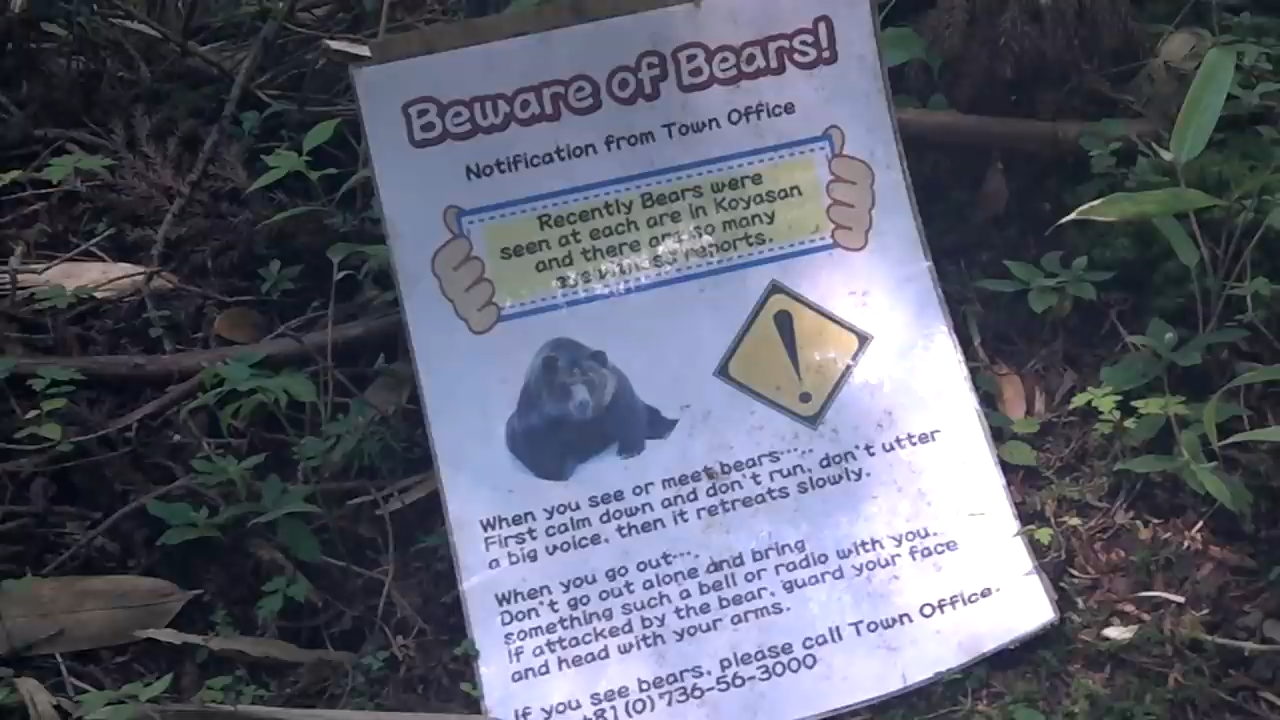 Beware of Bears!
Notification from Town Office
Recently Bears were
seen at each are in Koyasan
and there are so many
eyewitness reports.
When you see or meet bears·····
First calm down and don't run, don't utter
a big voice, then it retreats slowly.
When you go out···.
Don't go out alone and bring
something such a bell or radio with you.
If attacked by the bear, guard your face
and head with your arms.
If you see bears, please call Town Office.
+81(0)736-56-3000